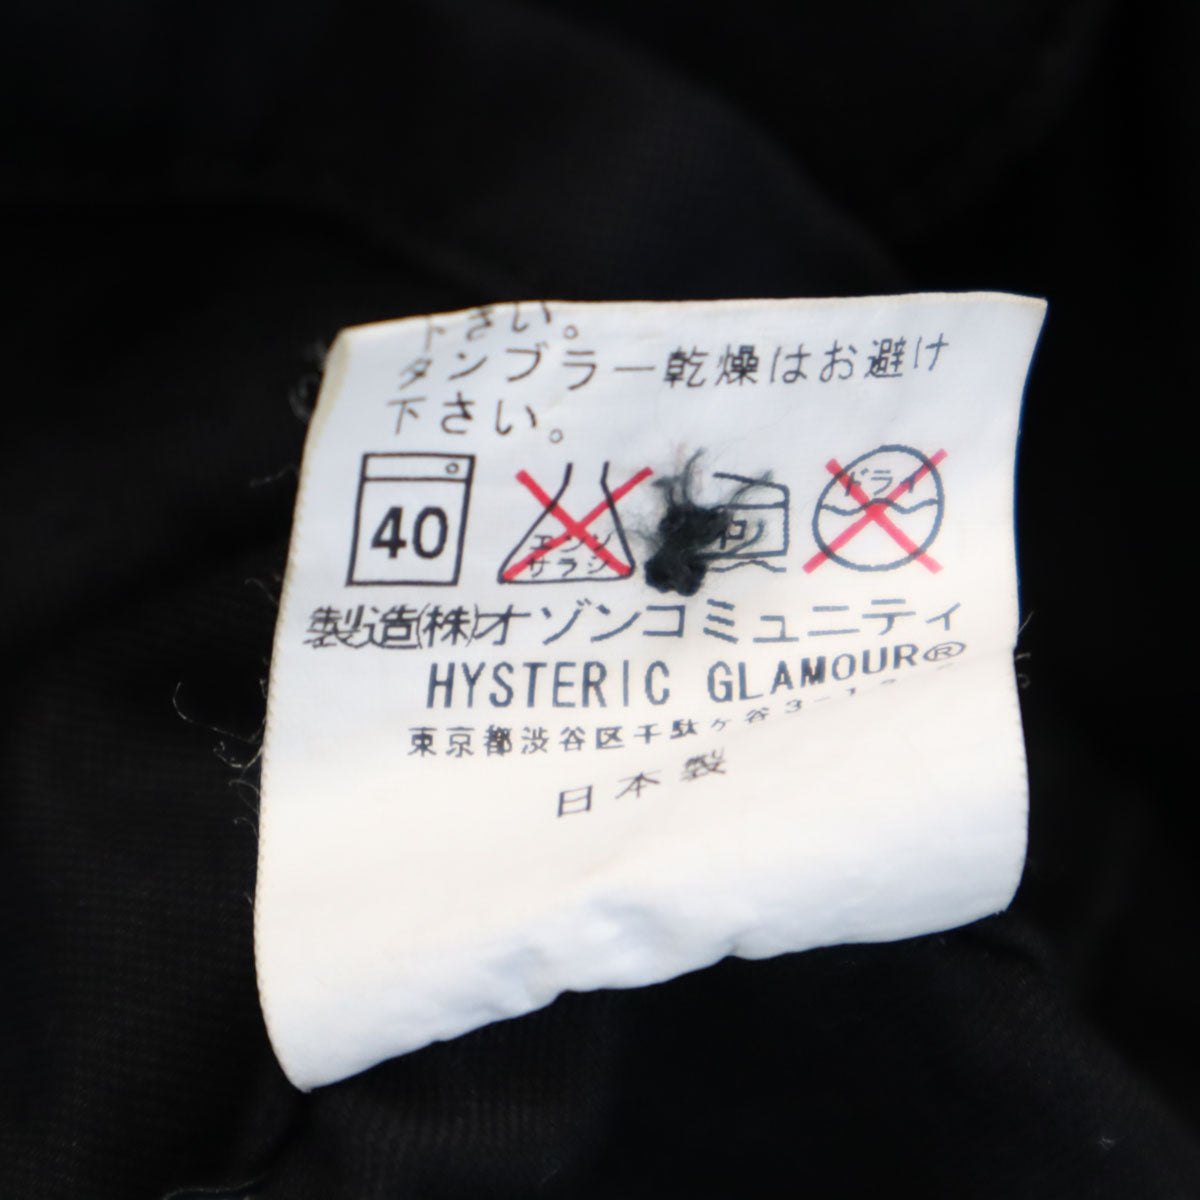 下さい。
タンブラー乾燥はお避け
下さい。
40 エンソサラシ 中 ドライ
製造(株)オゾンコミュニティ
HYSTERIC GLAMOUR®
東京都渋谷区千駄ヶ谷3-
日本製